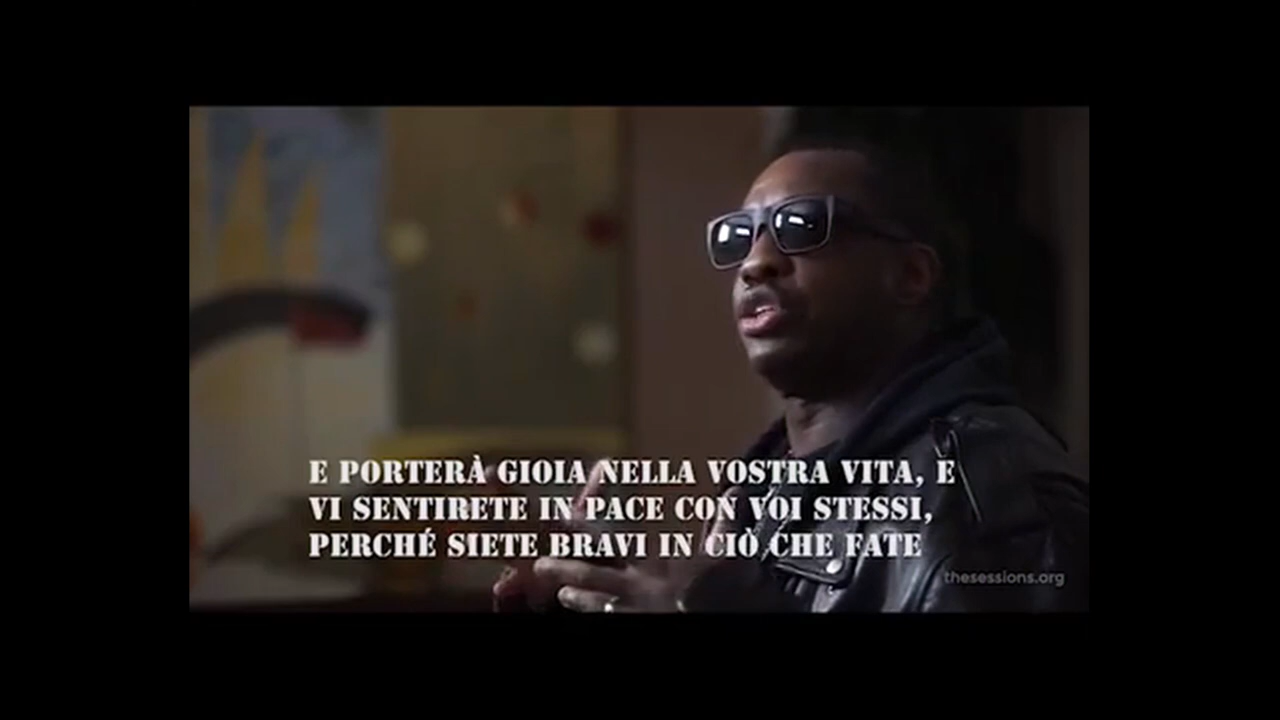 E PORTERÀ GIOIA NELLA VOSTRA VITA, E
VI SENTIRETE IN PACE CON VOI STESSI,
PERCHÉ SIETE BRAVI IN CIÒ CHE FATE
thesessions.org